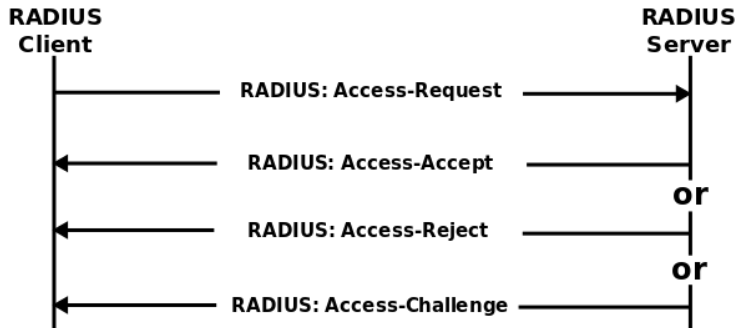 RADIUS
Client
RADIUS
Server
RADIUS: Access-Request
RADIUS: Access-Accept
or
RADIUS: Access-Reject
or
RADIUS: Access-Challenge